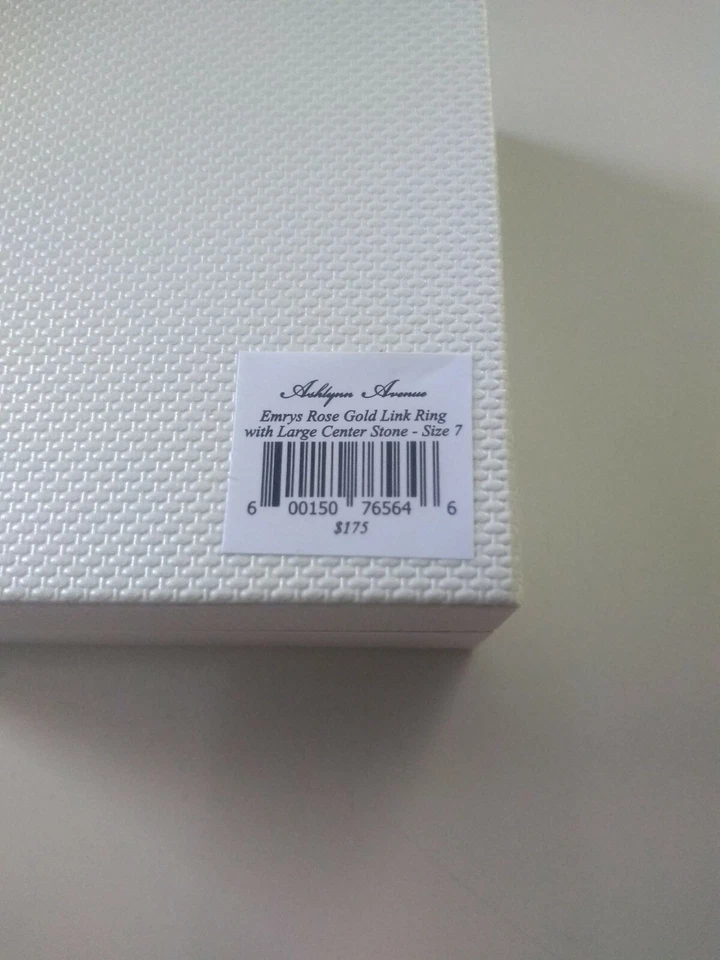 Ashlynn Avenue
Emrys Rose Gold Link Ring
with Large Center Stone - Size 7
6 00150 76564 6
$175